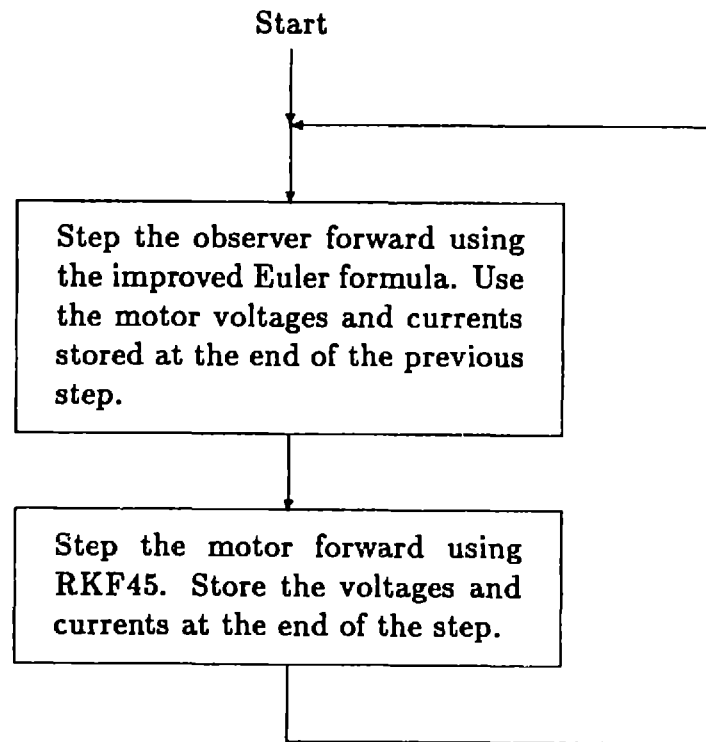 Start
Step the observer forward using
the improved Euler formula. Use
the motor voltages and currents
stored at the end of the previous
step.
Step the motor forward using
RKF45. Store the voltages and
currents at the end of the step.